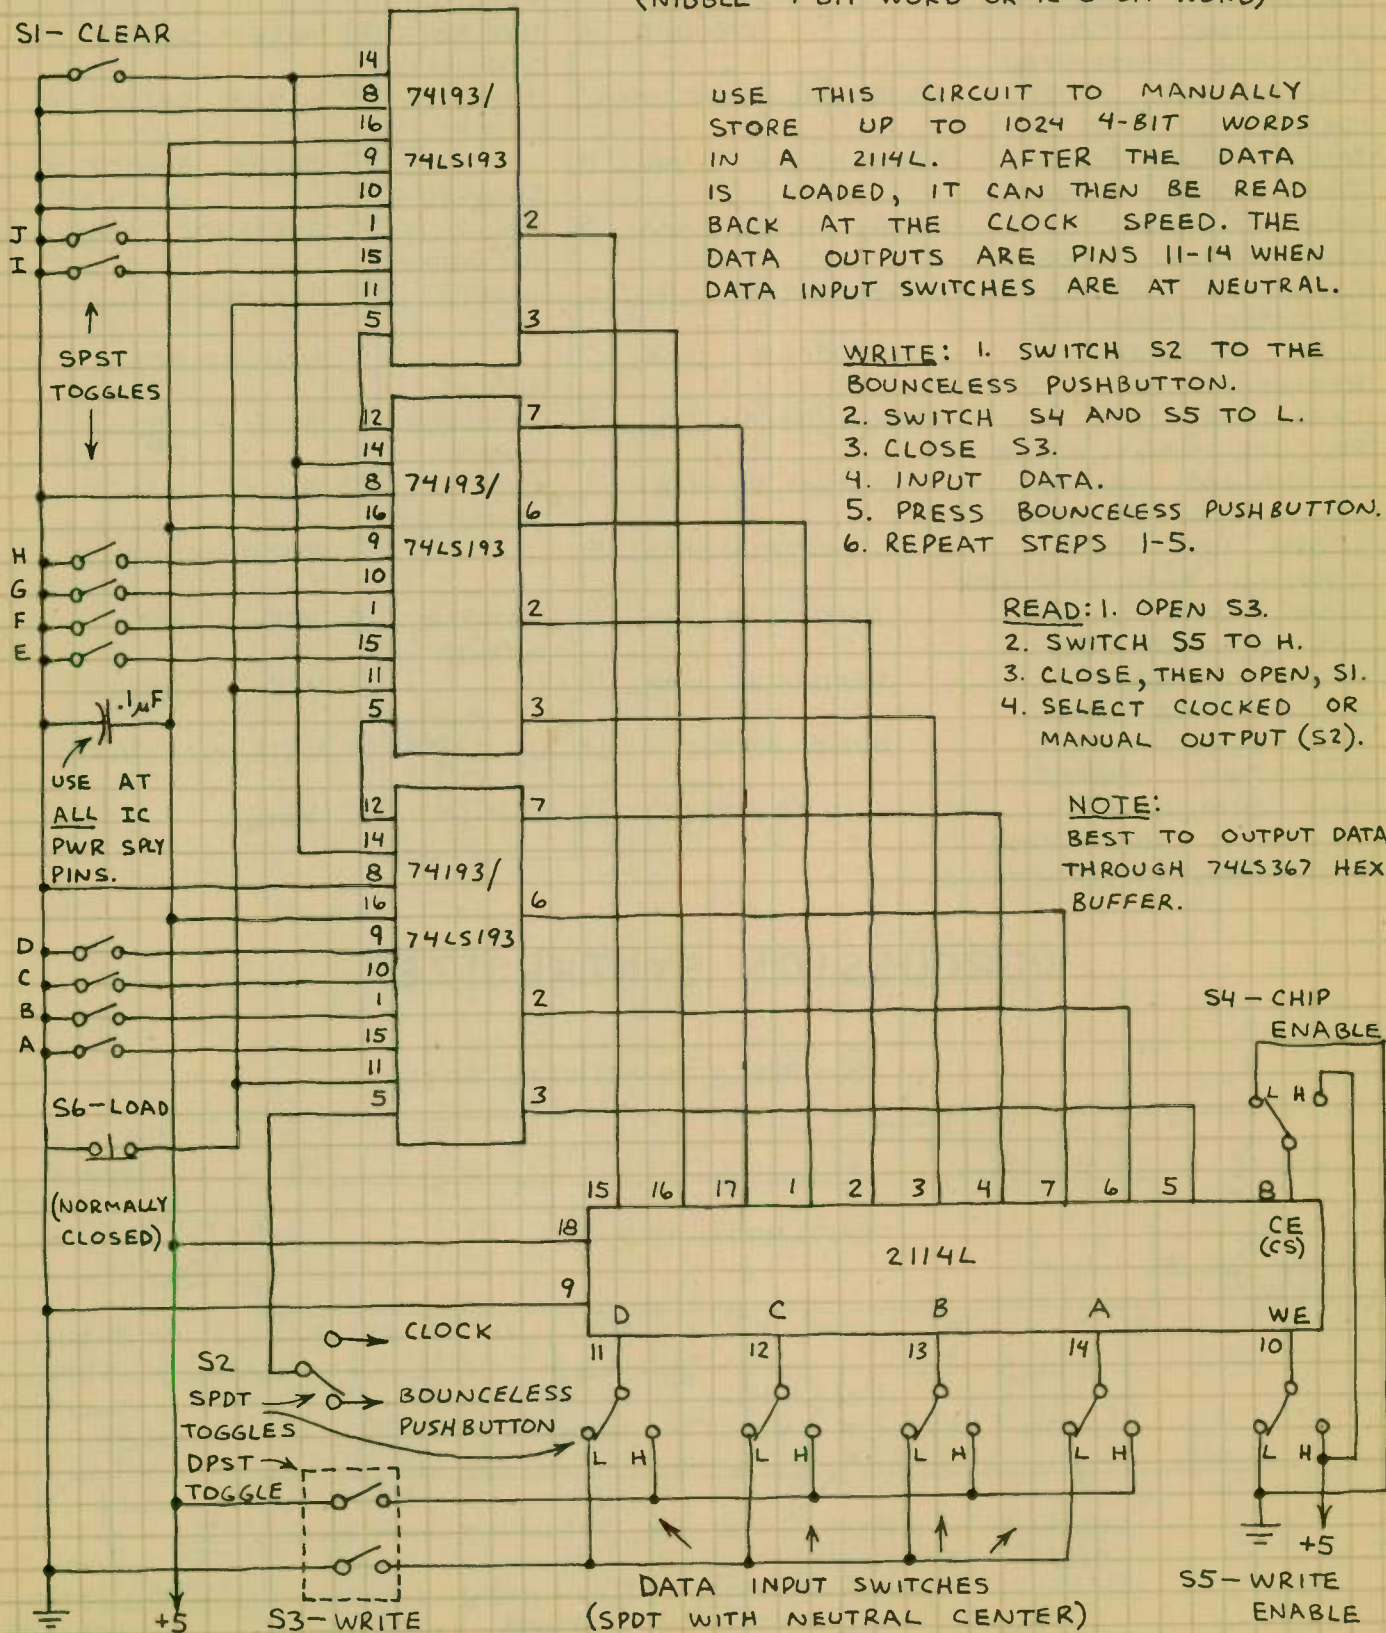 (NIBBLE 4-BIT WORD OR 8-BIT WORD)
S1- CLEAR
USE THIS CIRCUIT TO MANUALLY
STORE UP TO 1024 4-BIT WORDS
IN A 2114L. AFTER THE DATA
IS LOADED, IT CAN THEN BE READ
BACK AT THE CLOCK SPEED. THE
DATA OUTPUTS ARE PINS 11-14 WHEN
DATA INPUT SWITCHES ARE AT NEUTRAL.
WRITE: 1. SWITCH S2 TO THE
BOUNCELESS PUSHBUTTON.
2. SWITCH S4 AND S5 TO L.
3. CLOSE S3.
4. INPUT DATA.
5. PRESS BOUNCELESS PUSHBUTTON.
6. REPEAT STEPS 1-5.
READ: 1. OPEN S3.
2. SWITCH S5 TO H.
3. CLOSE, THEN OPEN, S1.
4. SELECT CLOCKED OR
MANUAL OUTPUT (S2).
NOTE:
BEST TO OUTPUT DATA
THROUGH 74LS367 HEX
BUFFER.
14
8
16
9
10
1
15
11
5
74193/
74LS193
2
3
J
I
SPST
TOGGLES
12
14
8
16
9
10
1
15
11
5
74193/
74LS193
7
6
2
3
H
G
F
E
.1µF
USE AT
ALL IC
PWR SPLY
PINS.
12
14
8
16
9
10
1
15
11
5
74193/
74LS193
7
6
2
3
D
C
B
A
S6-LOAD
(NORMALLY
CLOSED)
S4 - CHIP
ENABLE
L H
15 16 17 1 2 3 4 7 6 5 8
18
9
2114L
CE
(CS)
D C B A WE
11 12 13 14 10
CLOCK
S2
SPDT
TOGGLES
BOUNCELESS
PUSHBUTTON
DPST
TOGGLE
L H L H L H L H L H
+5
S3-WRITE
DATA INPUT SWITCHES
(SPDT WITH NEUTRAL CENTER)
+5
S5-WRITE
ENABLE